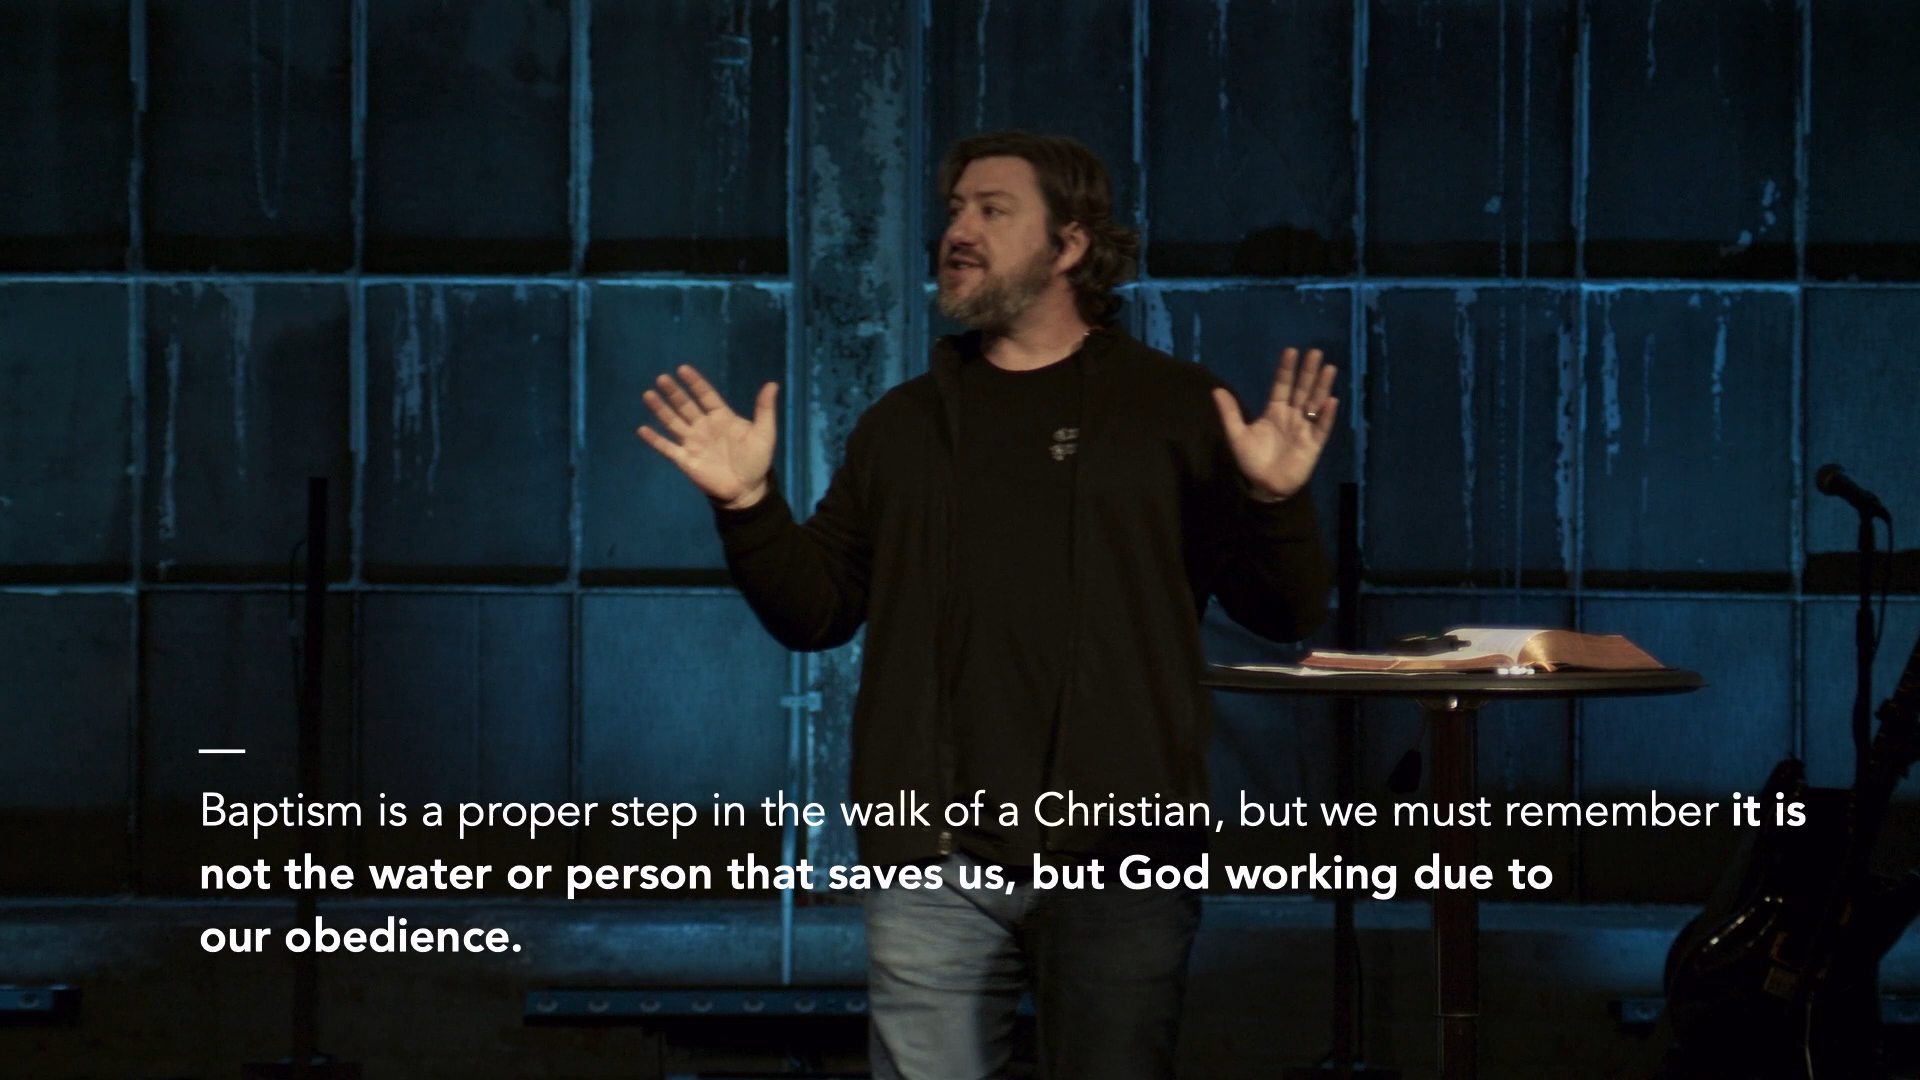 Baptism is a proper step in the walk of a Christian, but we must remember it is
not the water or person that saves us, but God working due to
our obedience.